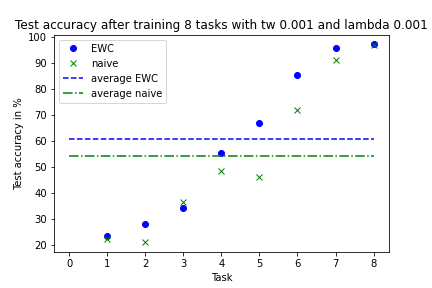 Test accuracy after training 8 tasks with tw 0.001 and lambda 0.001
100
90
80
70
60
50
40
30
20
Test accuracy in %
EWC
naive
average EWC
average naive
0 1 2 3 4 5 6 7 8
Task